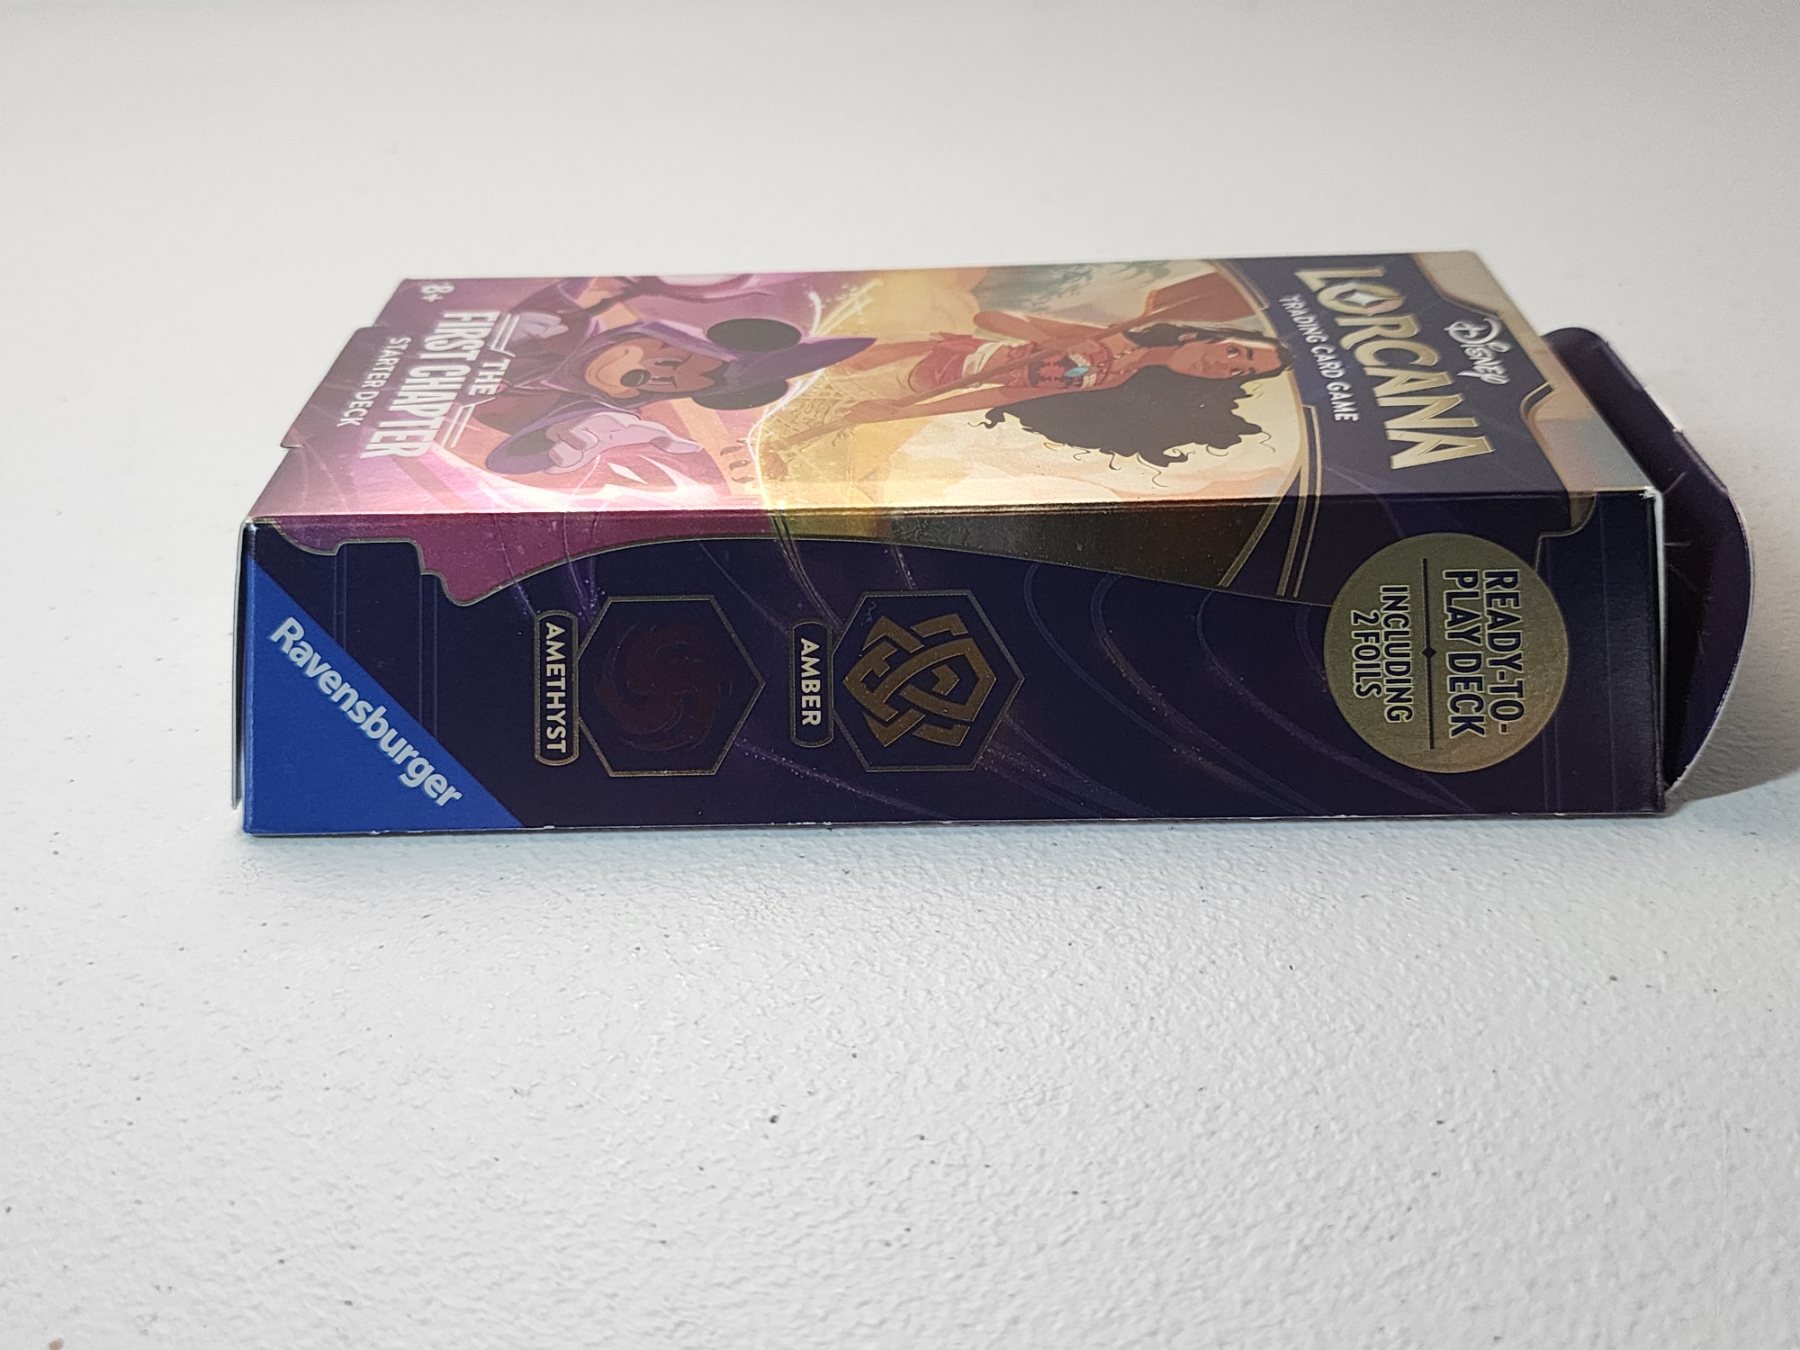 Disney
LORCANA
TRADING CARD GAME
THE
FIRST CHAPTER
STARTER DECK
8+
READY-TO-
PLAY DECK
INCLUDING
2 FOILS
AMBER
AMETHYST
Ravensburger